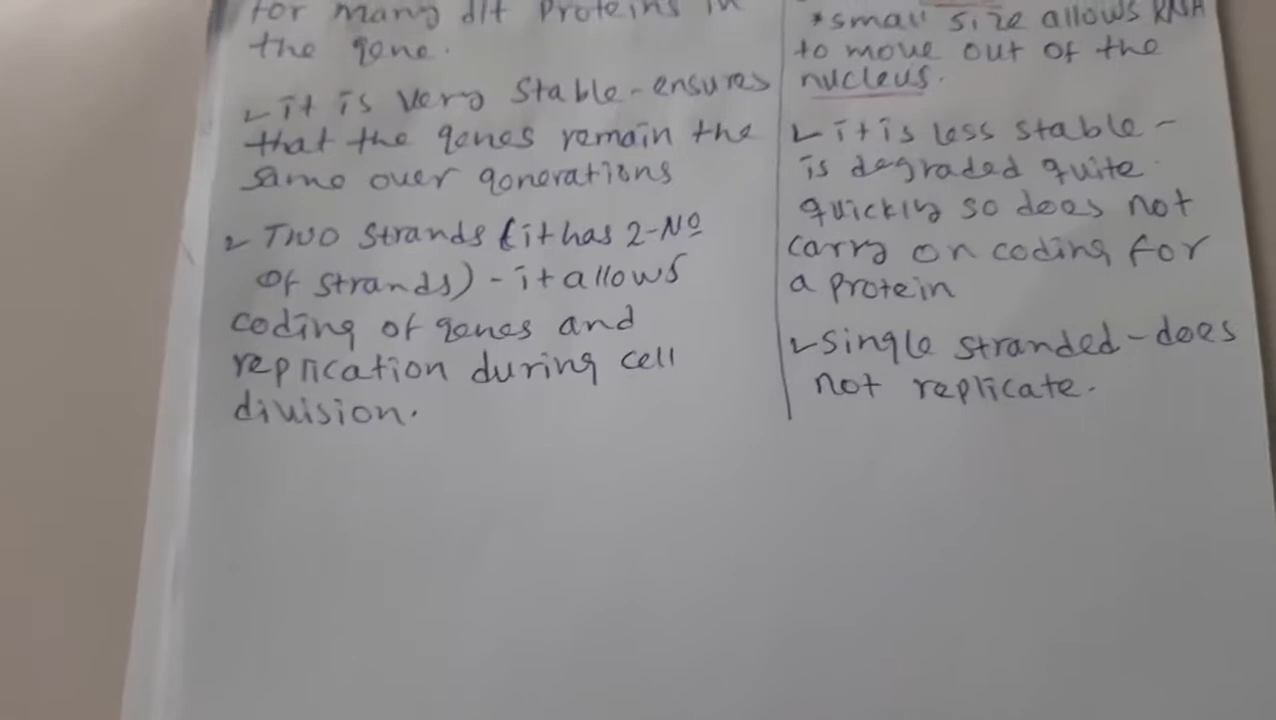 for many dif proteins in
the gene.
it is very stable-ensures
that the genes remain the
same over generations
Two strands (it has 2-No
of strands) - it allows
coding of genes and
replication during cell
division.
*small size allows RNA
to move out of the
nucleus.
it is less stable -
is degraded quite
quickly so does not
carry on coding for
a protein
single stranded-does
not replicate.